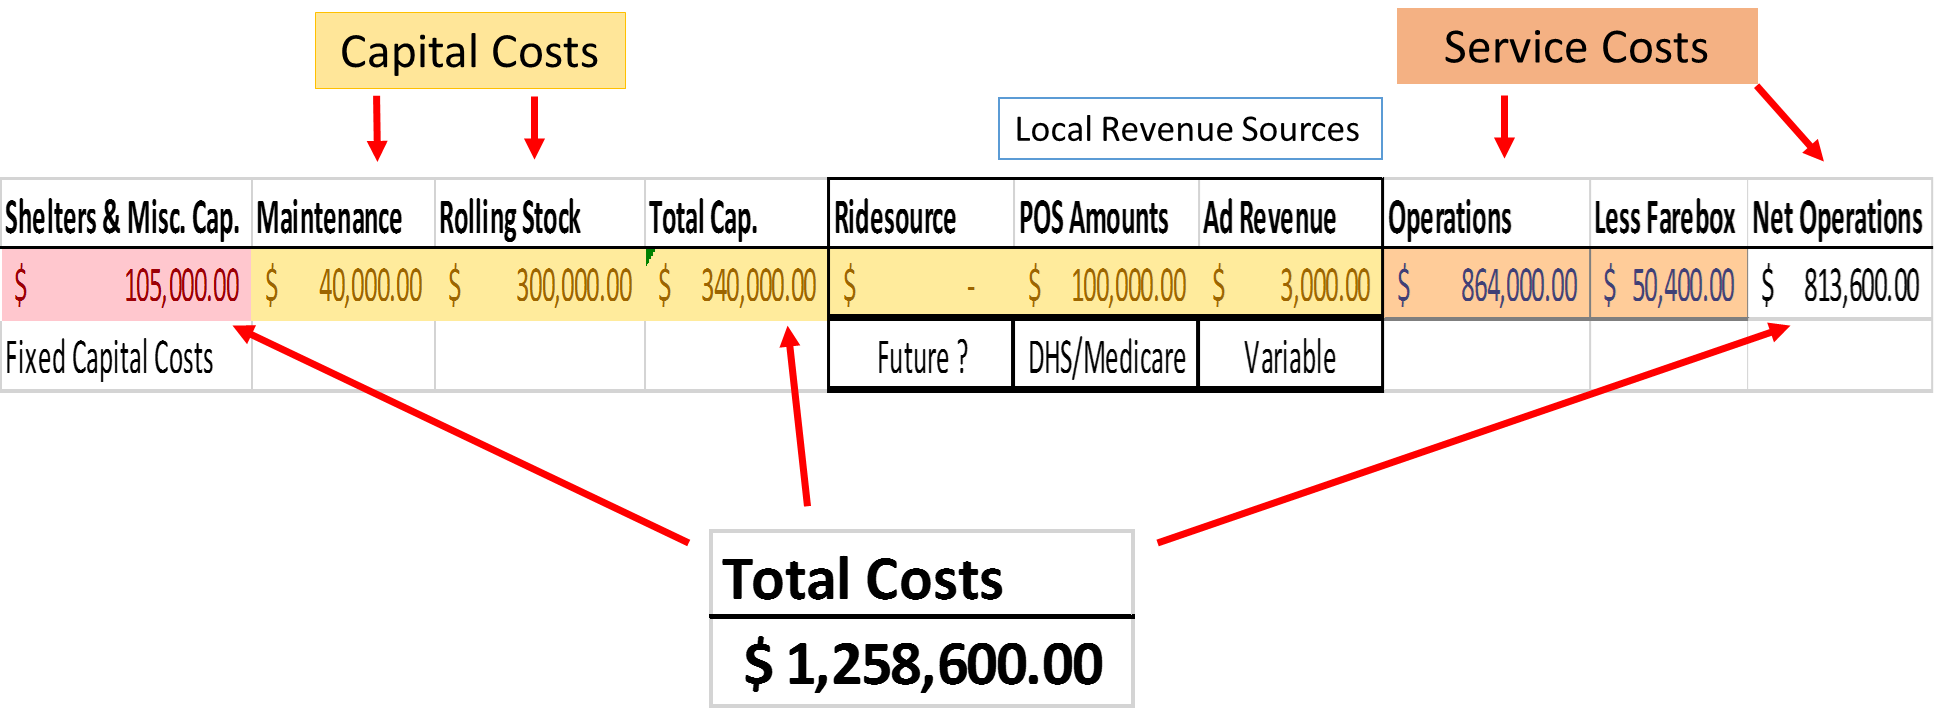 Capital Costs
Service Costs
Local Revenue Sources
Shelters & Misc. Cap. Maintenance Rolling Stock Total Cap. Ridesource POS Amounts Ad Revenue Operations Less Farebox Net Operations
$ 105,000.00 $ 40,000.00 $ 300,000.00 $ 340,000.00 $ - $ 100,000.00 $ 3,000.00 $ 864,000.00 $ 50,400.00 $ 813,600.00
Fixed Capital Costs Future ? DHS/Medicare Variable
Total Costs
$ 1,258,600.00